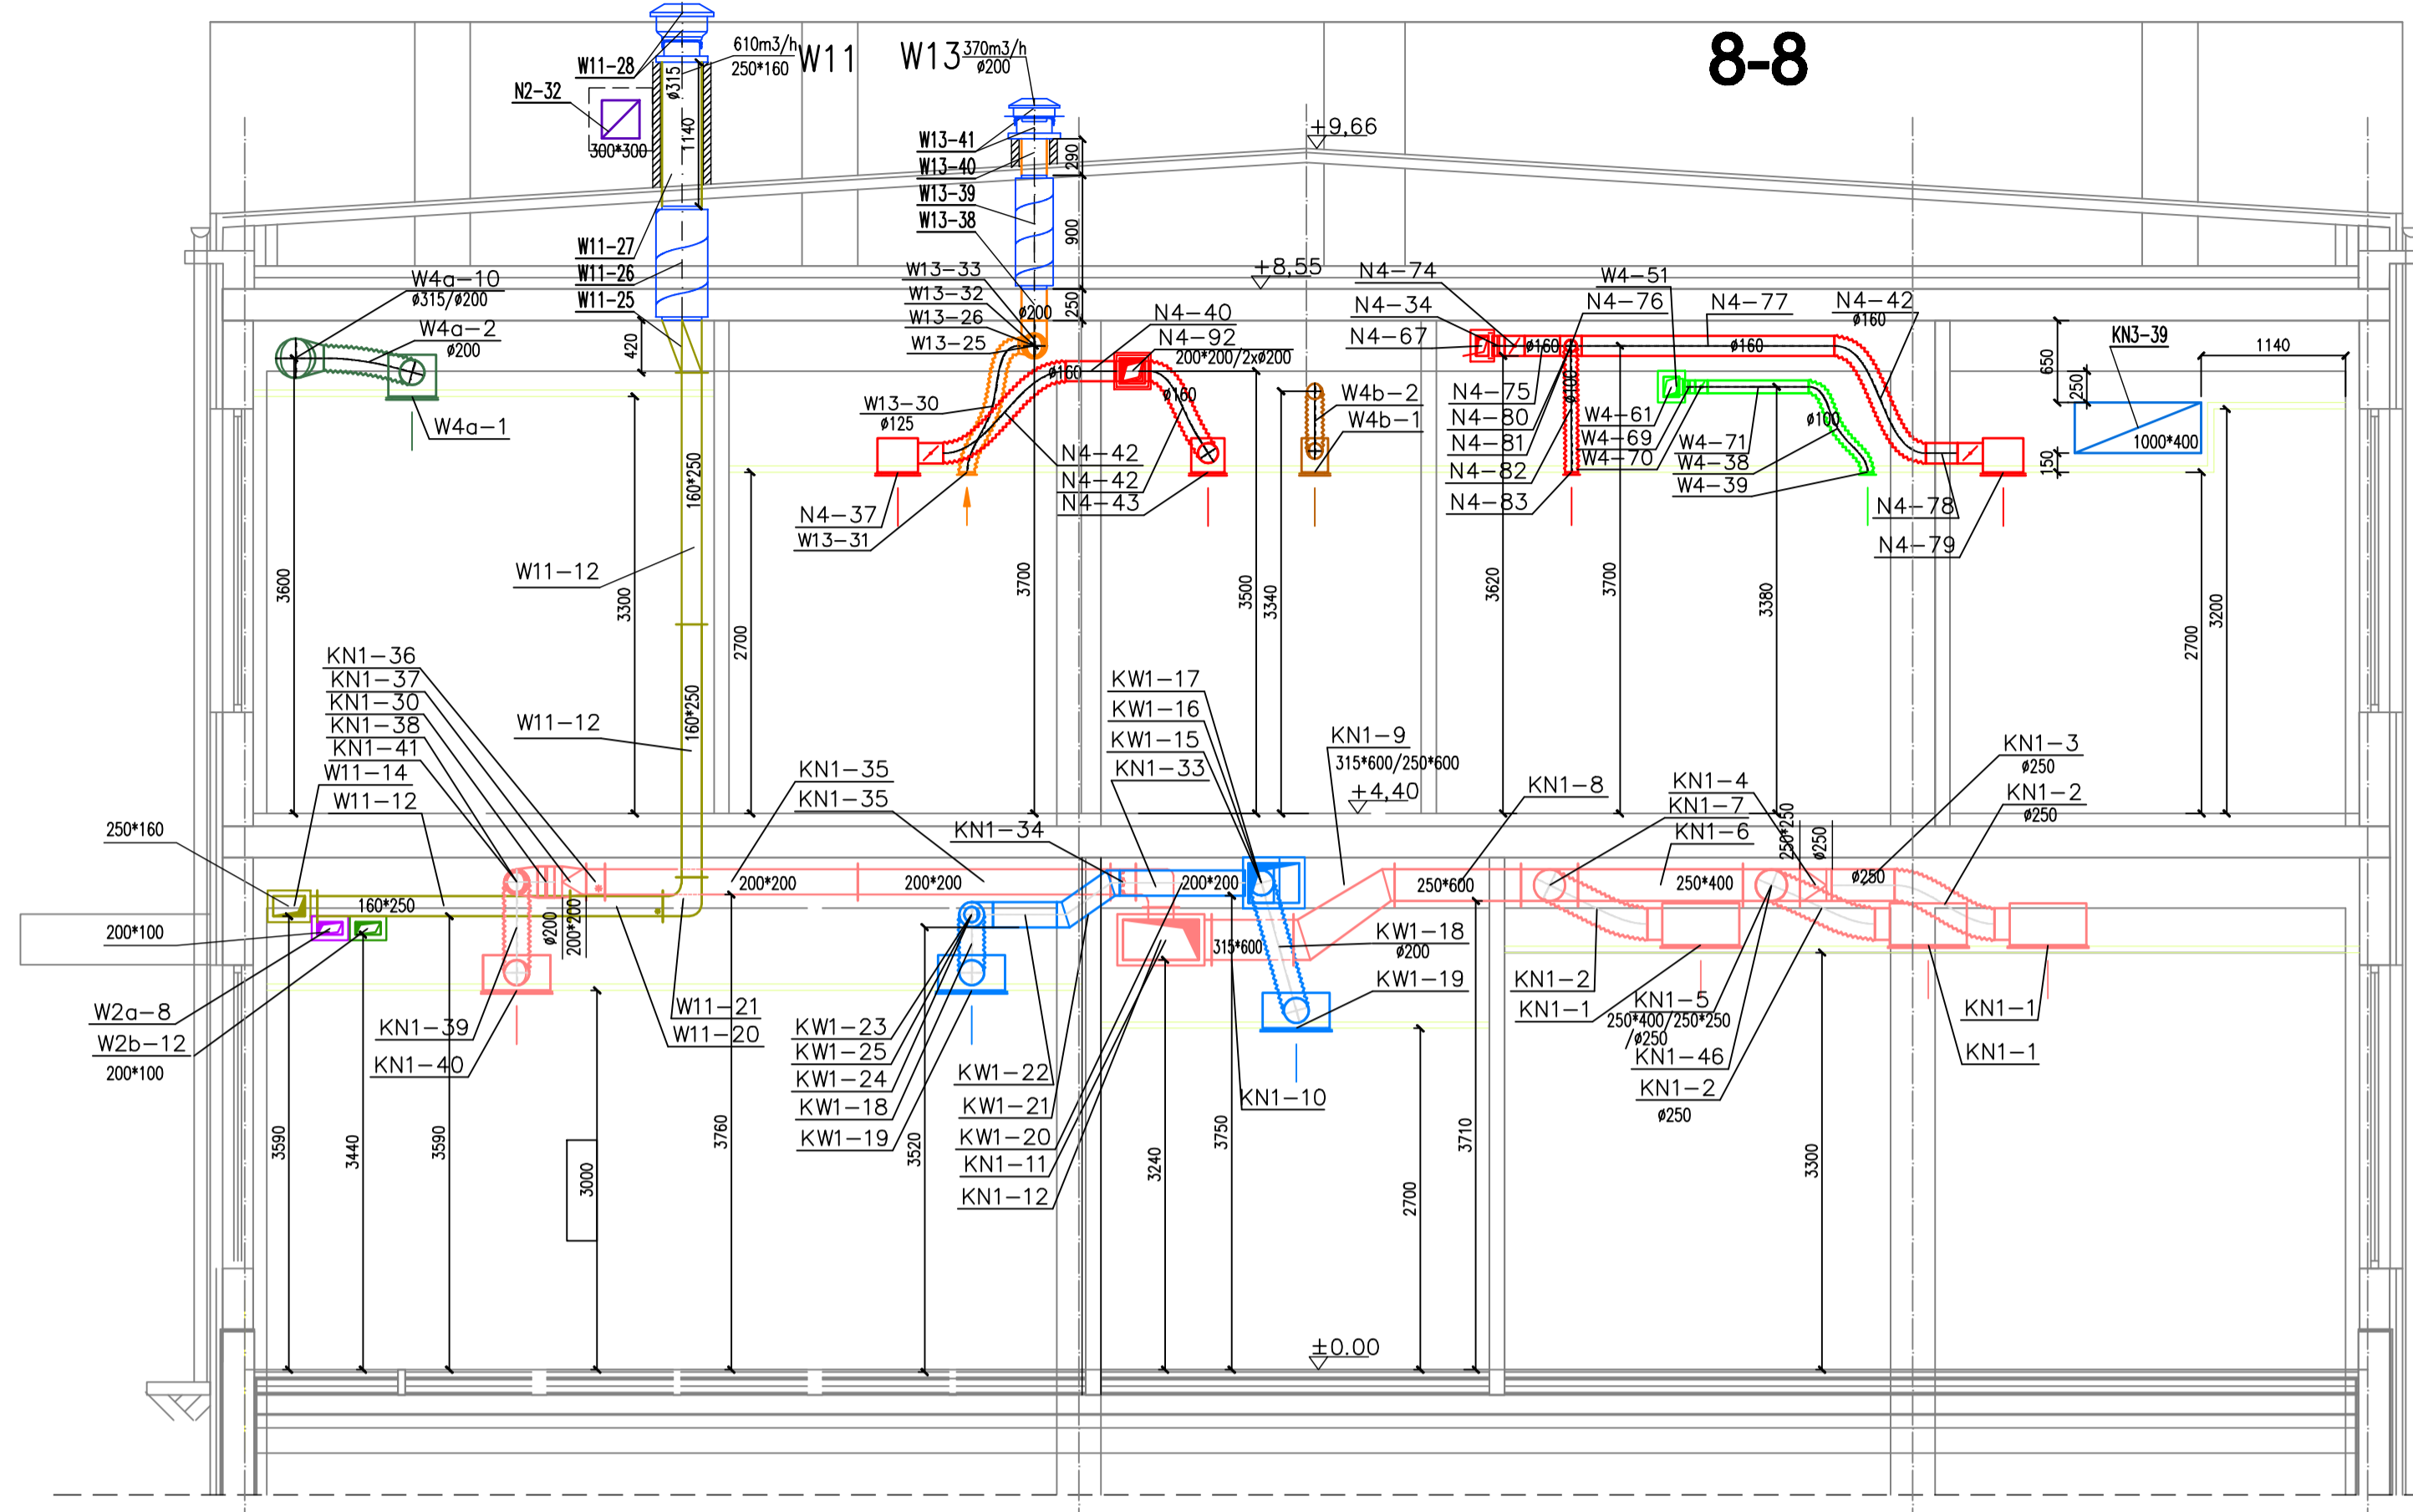 8-8
W11-28
N2-32
300*300
ø315
1140
610m3/h
250*160
W11
W13
370m3/h
ø200
W13-41
W13-40
W13-39
W13-38
290
900
250
+9,66
+8,55
W11-27
W11-26
W11-25
W4a-10
ø315/ø200
W4a-2
ø200
W4a-1
420
W13-33
W13-32
W13-26
W13-25
ø200
N4-40
N4-92
200*200/2xø200
ø160
ø160
W13-30
ø125
N4-42
N4-42
N4-43
N4-37
W13-31
W4b-2
W4b-1
N4-74
N4-34
N4-67
W4-51
N4-76
N4-77
N4-42
ø160
ø160
ø160
ø100
N4-75
N4-80
N4-81
N4-82
N4-83
W4-61
W4-69
W4-70
W4-71
W4-38
W4-39
ø100
N4-78
N4-79
KN3-39
1140
650
250
150
1000*400
160*250
W11-12
3600
3300
2700
3700
3500
3340
3620
3700
3380
2700
3200
160*250
W11-12
KN1-36
KN1-37
KN1-30
KN1-38
KN1-41
W11-14
W11-12
250*160
200*100
KN1-35
KN1-35
KW1-17
KW1-16
KW1-15
KN1-33
KN1-34
KN1-9
315*600/250*600
+4,40
KN1-8
KN1-4
KN1-7
KN1-6
KN1-3
ø250
KN1-2
ø250
250*250
ø250
ø250
160*250
ø200
200*200
200*200
200*200
200*200
315*600
250*600
250*400
KW1-18
ø200
KW1-19
W2a-8
W2b-12
200*100
KN1-39
KN1-40
W11-21
W11-20
KW1-23
KW1-25
KW1-24
KW1-18
KW1-19
KW1-22
KW1-21
KW1-20
KN1-11
KN1-12
KN1-10
KN1-2
KN1-1
KN1-5
250*400/250*250
/ø250
KN1-46
KN1-2
ø250
KN1-1
KN1-1
3590
3440
3590
3000
3760
3520
3240
3750
2700
3710
3300
±0.00